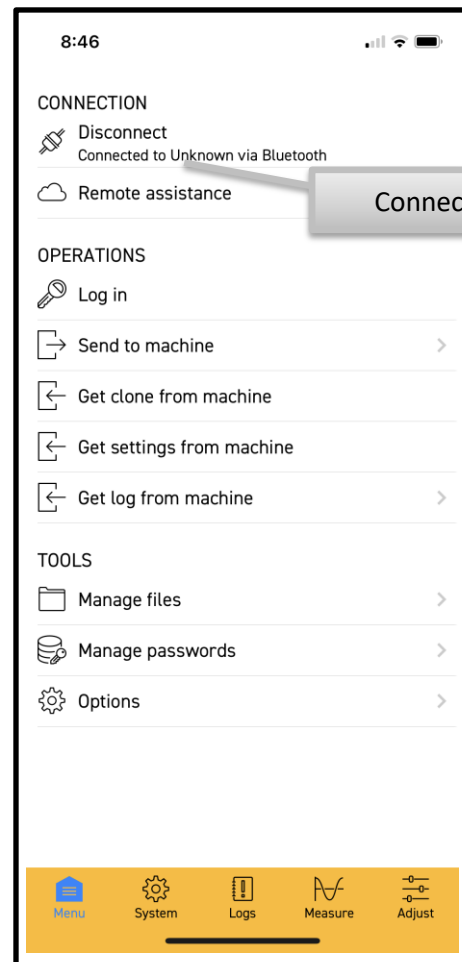 8:46
CONNECTION
Disconnect
Connected to Unknown via Bluetooth
Remote assistance
Connec
OPERATIONS
Log in
Send to machine
Get clone from machine
Get settings from machine
Get log from machine
TOOLS
Manage files
Manage passwords
Options
Menu System Logs Measure Adjust